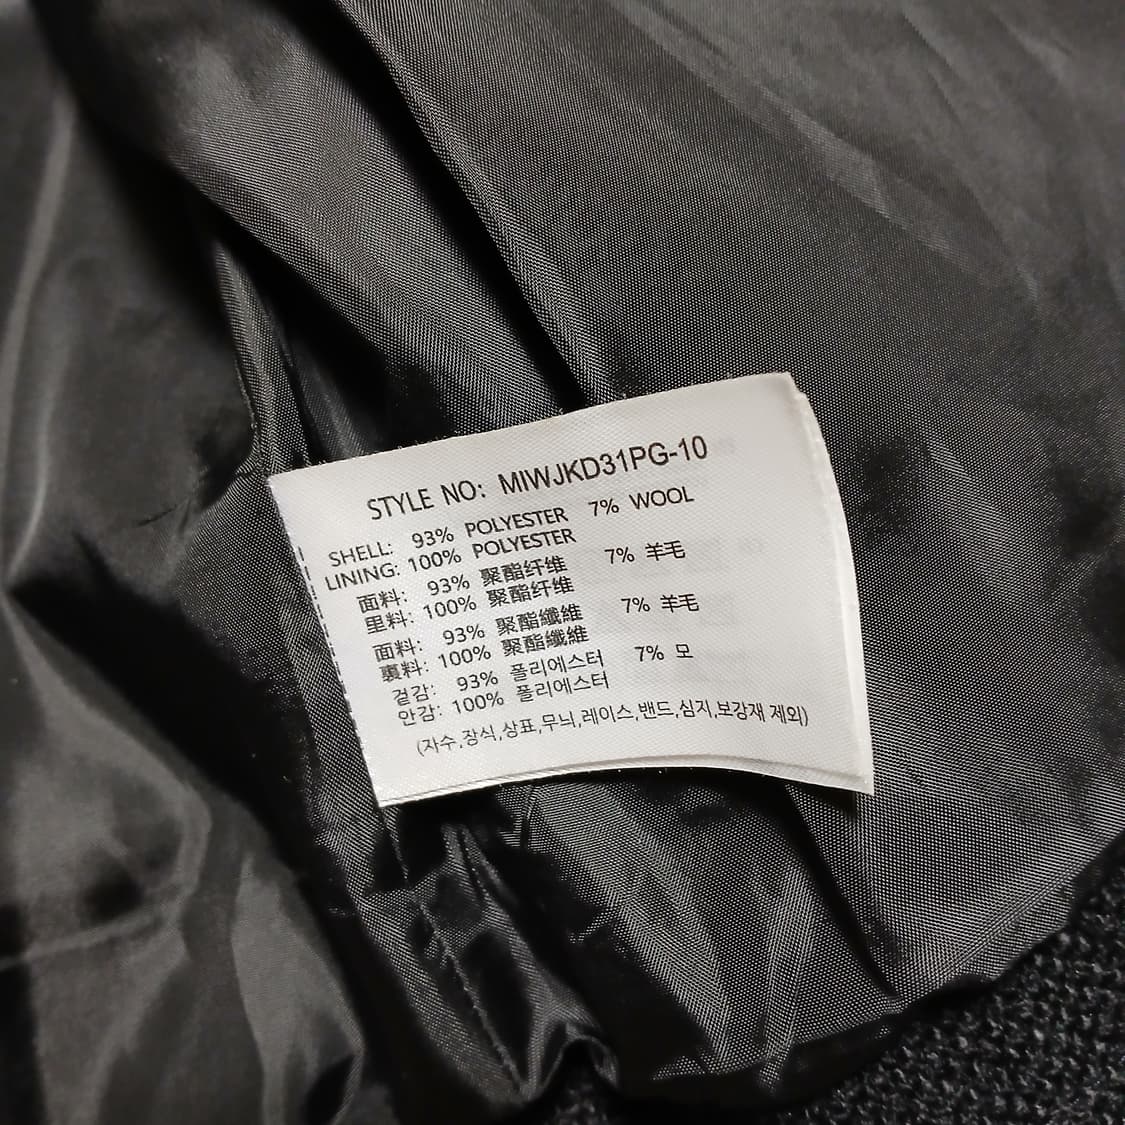 STYLE NO: MIWJKD31PG-10
SHELL: 93% POLYESTER 7% WOOL
LINING: 100% POLYESTER
面料: 93% 聚酯纤维 7% 羊毛
里料: 100% 聚酯纤维
面料: 93% 聚酯纖維 7% 羊毛
裏料: 100% 聚酯纖維
겉감: 93% 폴리에스터 7% 모
안감: 100% 폴리에스터
(자수,장식,상표,무늬,레이스,밴드,심지,보강재 제외)